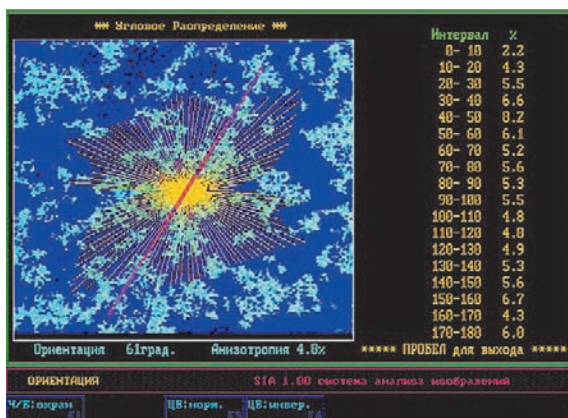 *** Угловое Распределение ***
Интервал %
0- 10 2.2
10- 20 4.3
20- 30 5.5
30- 40 6.6
40- 50 8.2
50- 60 6.1
60- 70 5.2
70- 80 5.6
80- 90 5.3
90-100 5.5
100-110 4.8
110-120 4.8
120-130 4.9
130-140 5.3
140-150 5.6
150-160 6.7
160-170 4.3
170-180 6.0
Ориентация 61град. Анизотропия 4.8% ***** ПРОБЕЛ для выхода *****
ОРИЕНТАЦИЯ SIA 1.00 система анализа изображений
Ч/Б:охран ЦВ:норм. ЦВ:инвер.